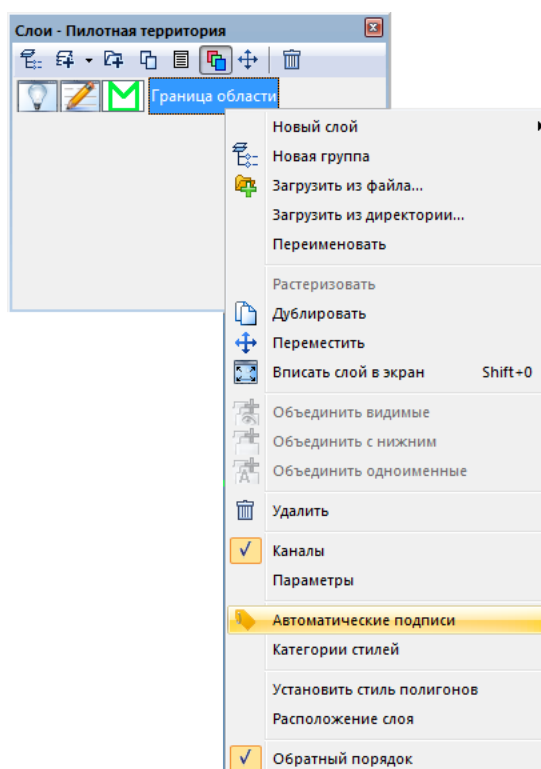 Слои - Пилотная территория
Граница области
Новый слой
Новая группа
Загрузить из файла...
Загрузить из директории...
Переименовать
Растеризовать
Дублировать
Переместить
Вписать слой в экран Shift+0
Объединить видимые
Объединить с нижним
Объединить одноименные
Удалить
Каналы
Параметры
Автоматические подписи
Категории стилей
Установить стиль полигонов
Расположение слоя
Обратный порядок